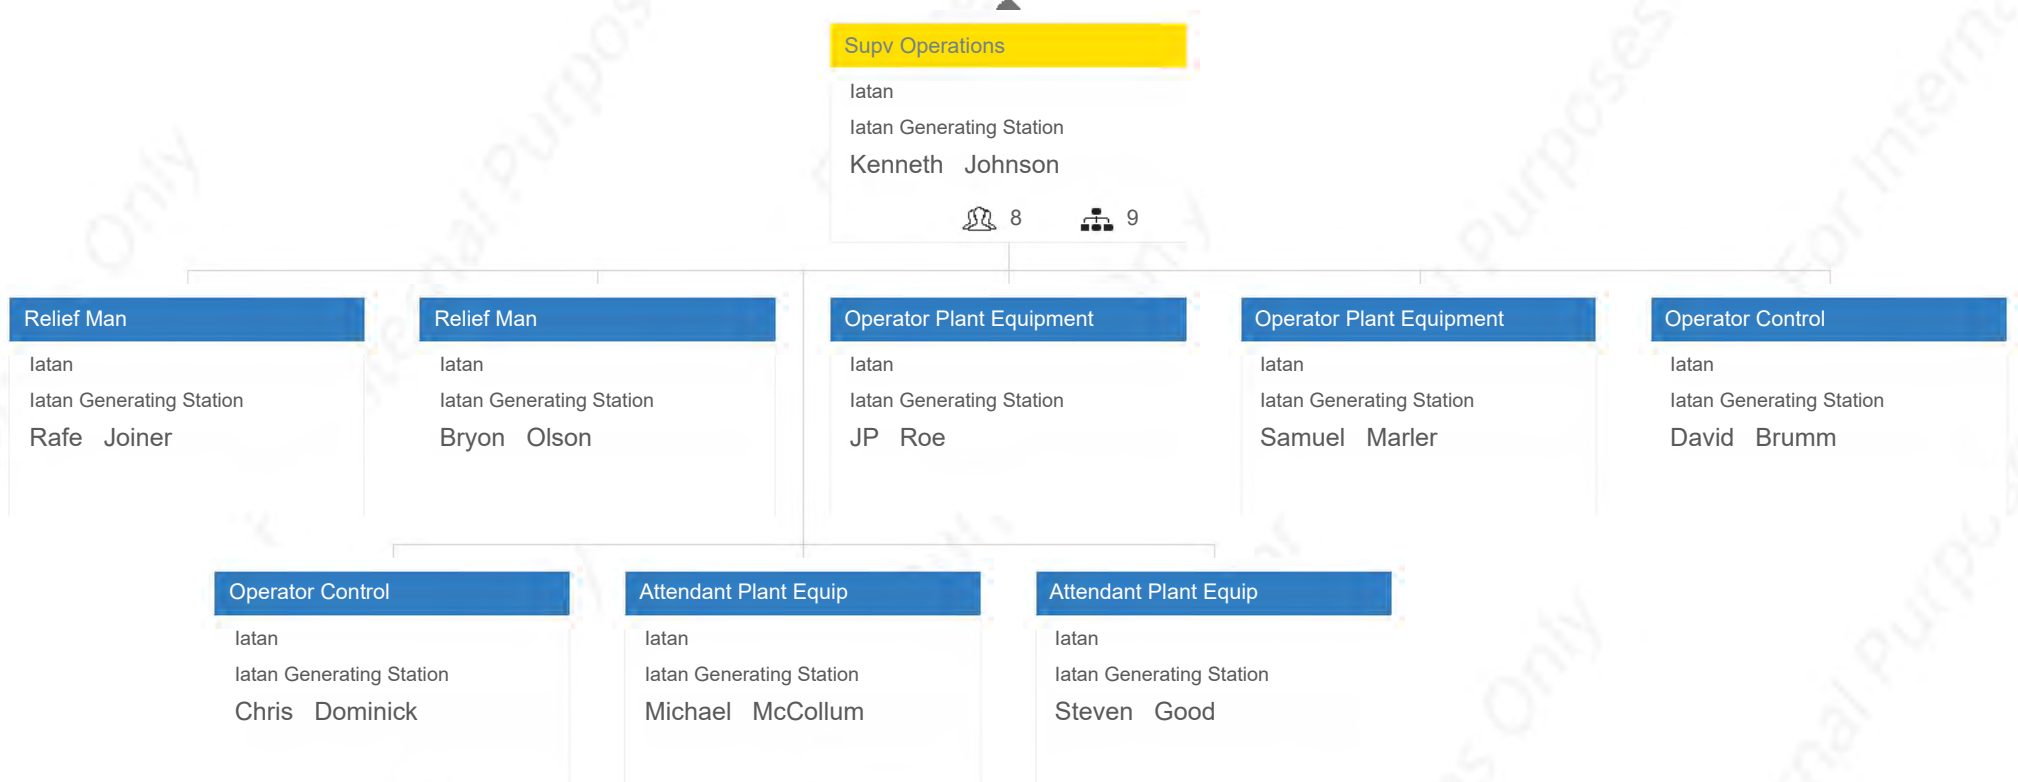 Supv Operations
Iatan
Iatan Generating Station
Kenneth Johnson
8 9
Relief Man
Iatan
Iatan Generating Station
Rafe Joiner
Relief Man
Iatan
Iatan Generating Station
Bryon Olson
Operator Plant Equipment
Iatan
Iatan Generating Station
JP Roe
Operator Plant Equipment
Iatan
Iatan Generating Station
Samuel Marler
Operator Control
Iatan
Iatan Generating Station
David Brumm
Operator Control
Iatan
Iatan Generating Station
Chris Dominick
Attendant Plant Equip
Iatan
Iatan Generating Station
Michael McCollum
Attendant Plant Equip
Iatan
Iatan Generating Station
Steven Good